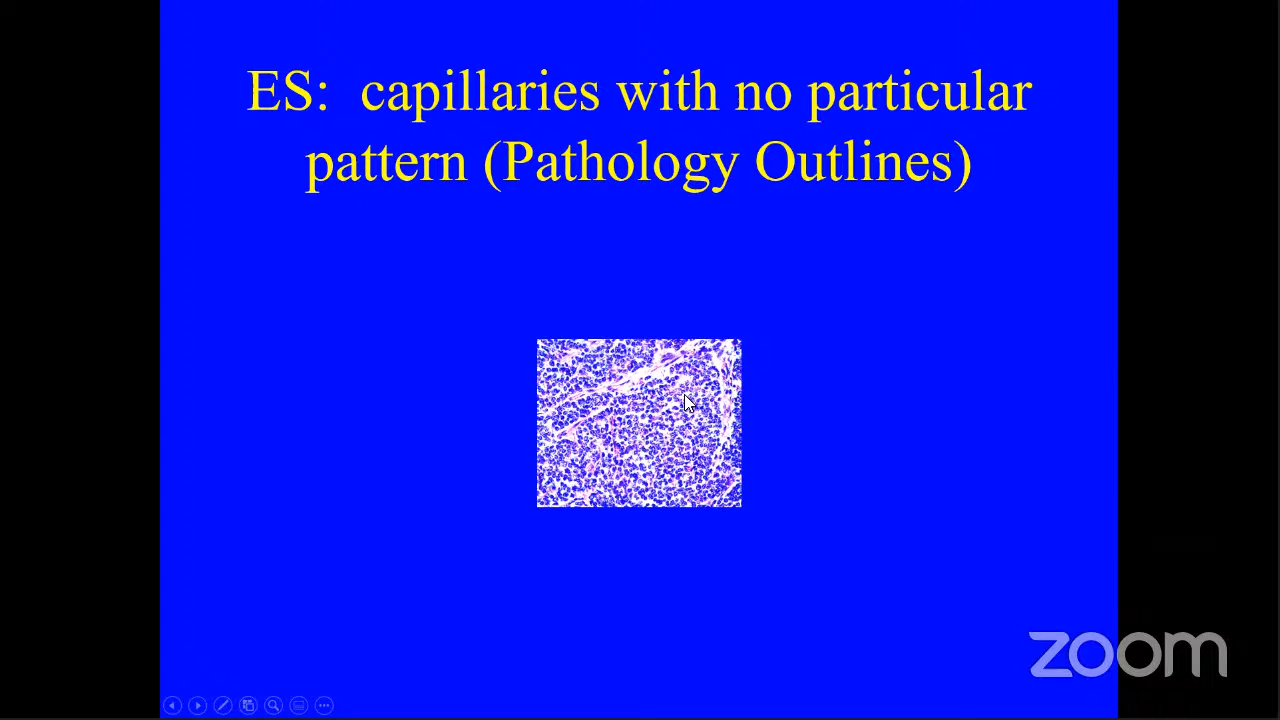 ES:  capillaries with no particular
pattern (Pathology Outlines)
zoom